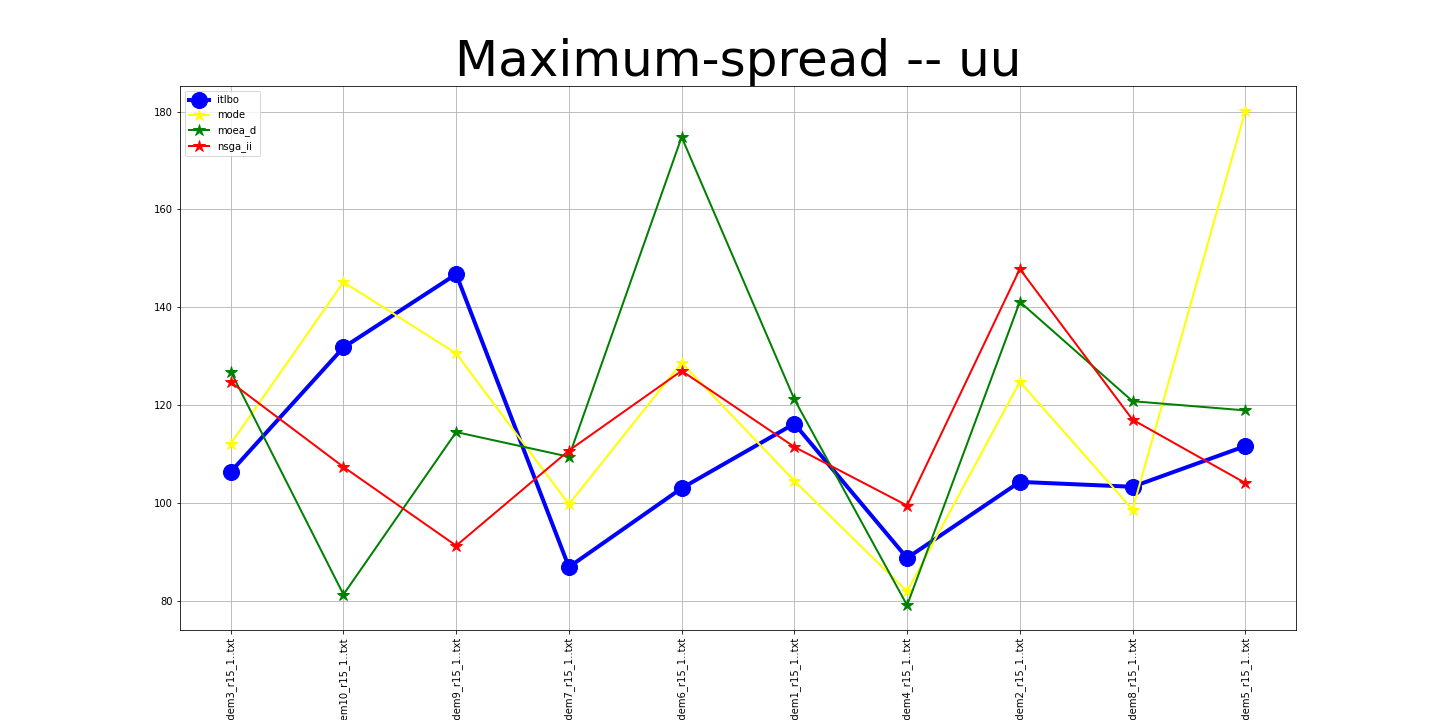 Maximum-spread -- uu
itlbo
mode
moea_d
nsga_ii
180
160
140
120
100
80
dem3_r15_1..txt
em10_r15_1..txt
dem9_r15_1..txt
dem7_r15_1..txt
dem6_r15_1..txt
dem1_r15_1..txt
dem4_r15_1..txt
dem2_r15_1..txt
dem8_r15_1..txt
dem5_r15_1..txt